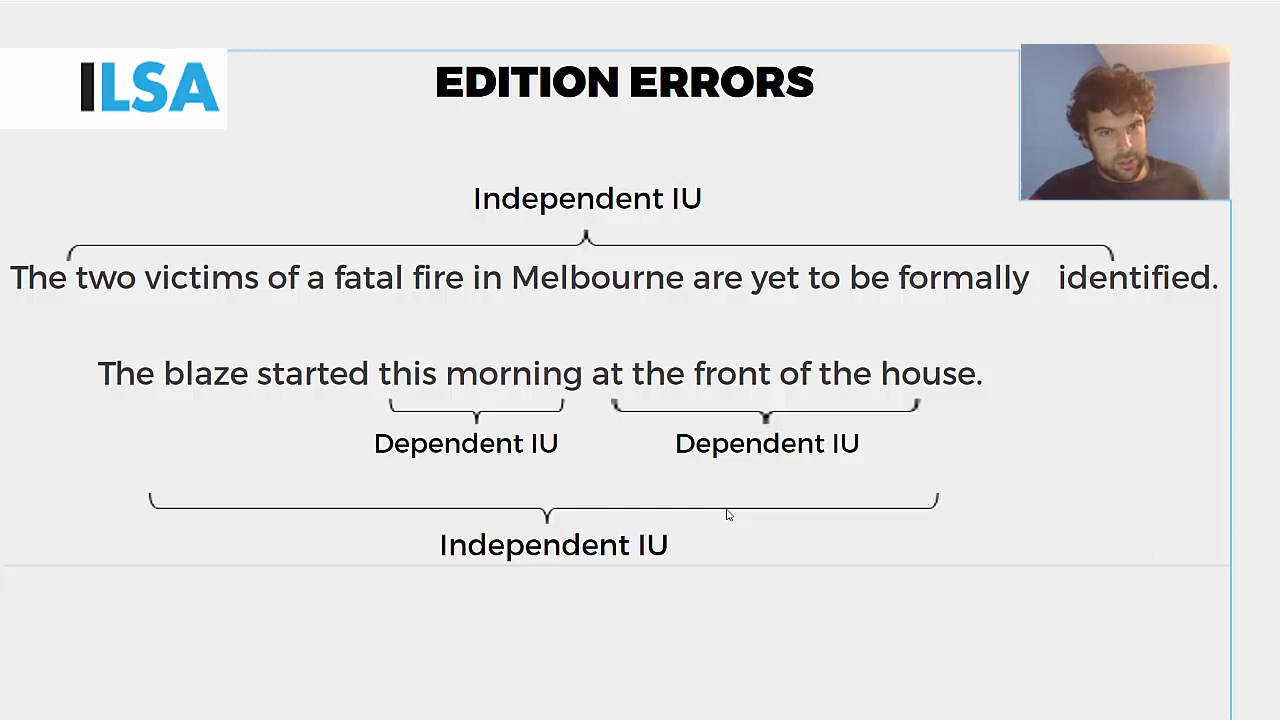 ILSA
EDITION ERRORS
Independent IU
The two victims of a fatal fire in Melbourne are yet to be formally identified.
The blaze started this morning at the front of the house.
Dependent IU
Dependent IU
Independent IU